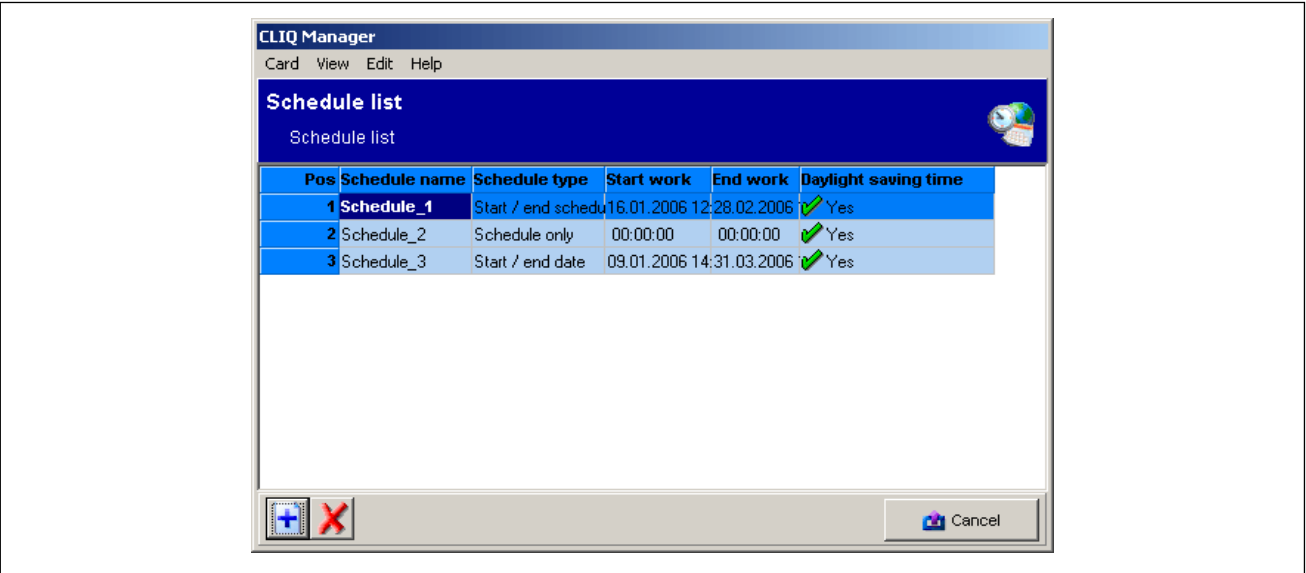 CLIQ Manager
Card View Edit Help
Schedule list
Schedule list
Pos Schedule name Schedule type Start work End work Daylight saving time
1 Schedule_1 Start / end schedu 16.01.2006 12: 28.02.2006 Yes
2 Schedule_2 Schedule only 00:00:00 00:00:00 Yes
3 Schedule_3 Start / end date 09.01.2006 14: 31.03.2006 Yes
Cancel